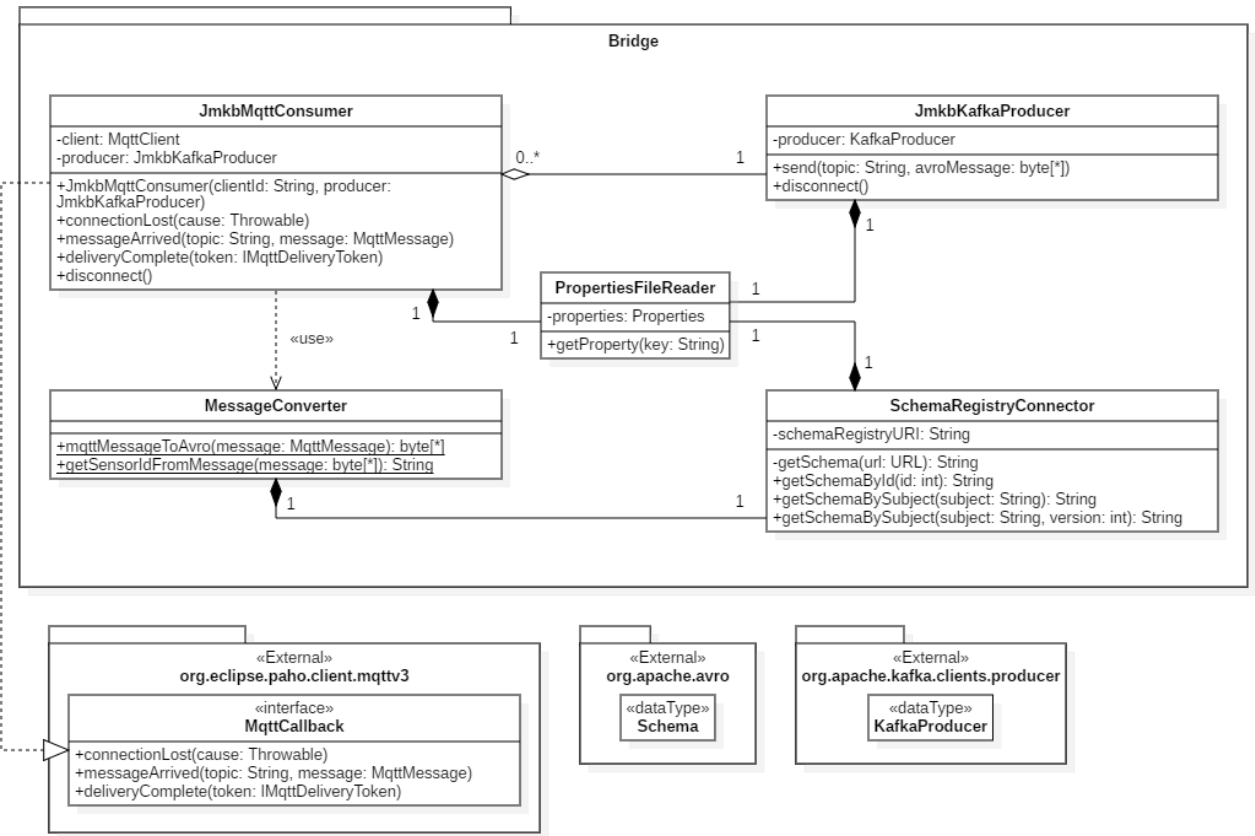 Bridge
JmkbMqttConsumer
-client: MqttClient
-producer: JmkbKafkaProducer
+JmkbMqttConsumer(clientId: String, producer:
JmkbKafkaProducer)
+connectionLost(cause: Throwable)
+messageArrived(topic: String, message: MqttMessage)
+deliveryComplete(token: IMqttDeliveryToken)
+disconnect()
0..*
1
JmkbKafkaProducer
-producer: KafkaProducer
+send(topic: String, avroMessage: byte[*])
+disconnect()
1
PropertiesFileReader
-properties: Properties
+getProperty(key: String)
1
1
1
1
1
«use»
MessageConverter
+mqttMessageToAvro(message: MqttMessage): byte[*]
+getSensorIdFromMessage(message: byte[*]): String
1
1
SchemaRegistryConnector
-schemaRegistryURI: String
-getSchema(url: URL): String
+getSchemaById(id: int): String
+getSchemaBySubject(subject: String): String
+getSchemaBySubject(subject: String, version: int): String
«External»
org.eclipse.paho.client.mqttv3
«interface»
MqttCallback
+connectionLost(cause: Throwable)
+messageArrived(topic: String, message: MqttMessage)
+deliveryComplete(token: IMqttDeliveryToken)
«External»
org.apache.avro
«dataType»
Schema
«External»
org.apache.kafka.clients.producer
«dataType»
KafkaProducer